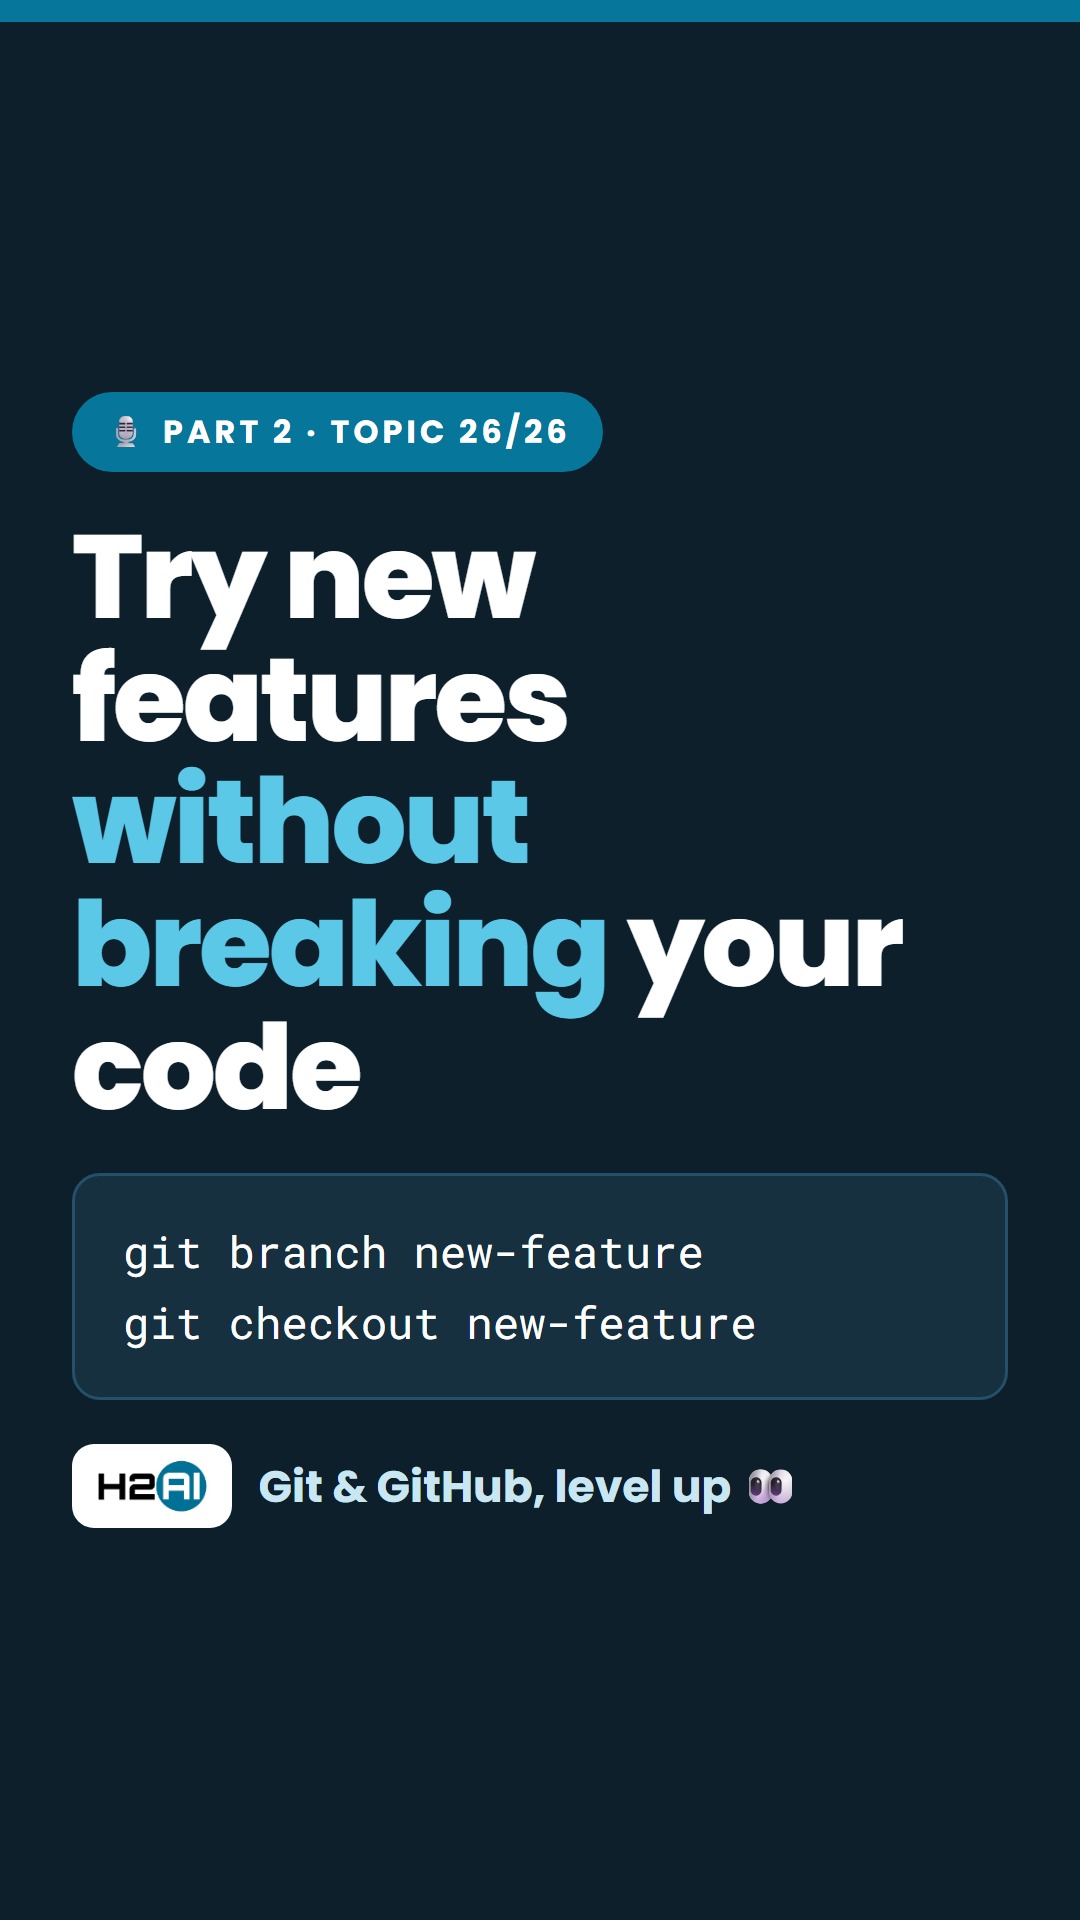 🎙️ PART 2 · TOPIC 26/26
Try new
features
without
breaking your
code
git branch new-feature
git checkout new-feature
H2AI
Git & GitHub, level up 👀